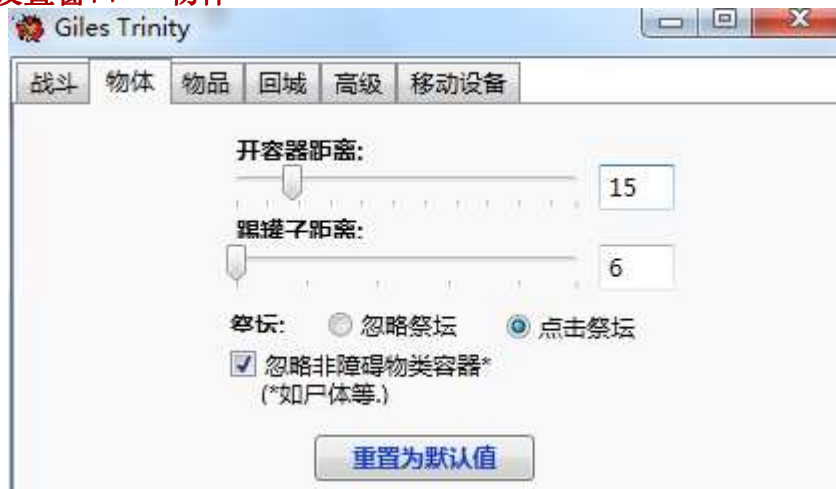 Giles Trinity
战斗 物体 物品 回城 高级 移动设备
开容器距离:
15
踢罐子距离:
6
祭坛: 忽略祭坛 点击祭坛
忽略非障碍物类容器*
(*如尸体等.)
重置为默认值